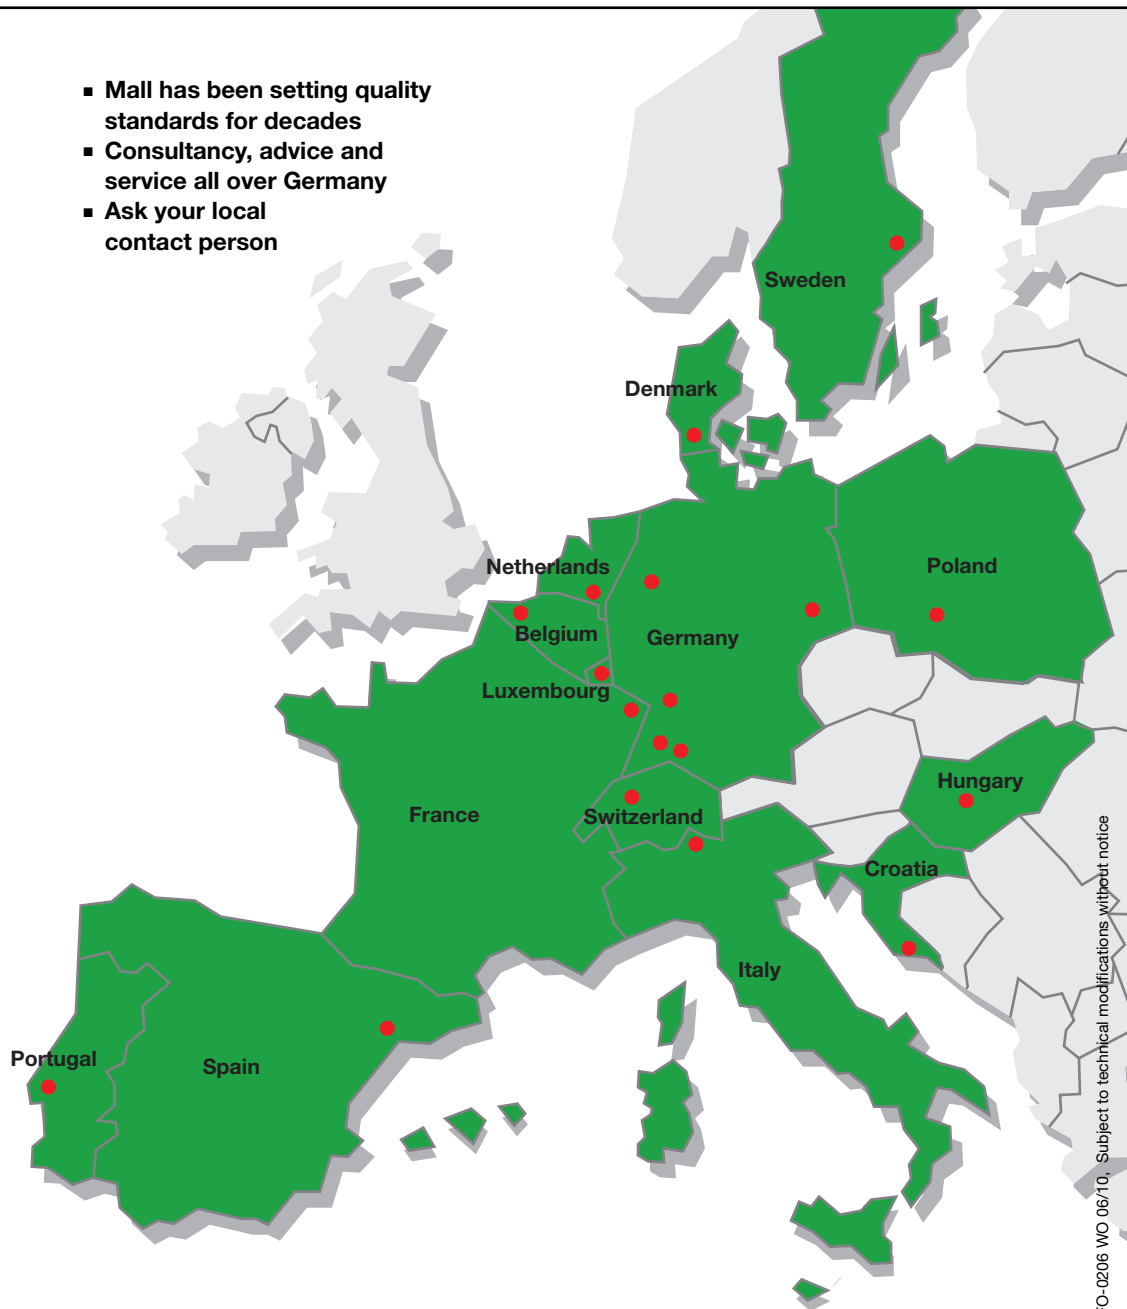 ▪ Mall has been setting quality
standards for decades
▪ Consultancy, advice and
service all over Germany
▪ Ask your local
contact person
Sweden
Denmark
Netherlands
Poland
Belgium
Germany
Luxembourg
Hungary
France
Switzerland
Croatia
Italy
Portugal
Spain
O-0206 WO 06/10, Subject to technical modifications without notice